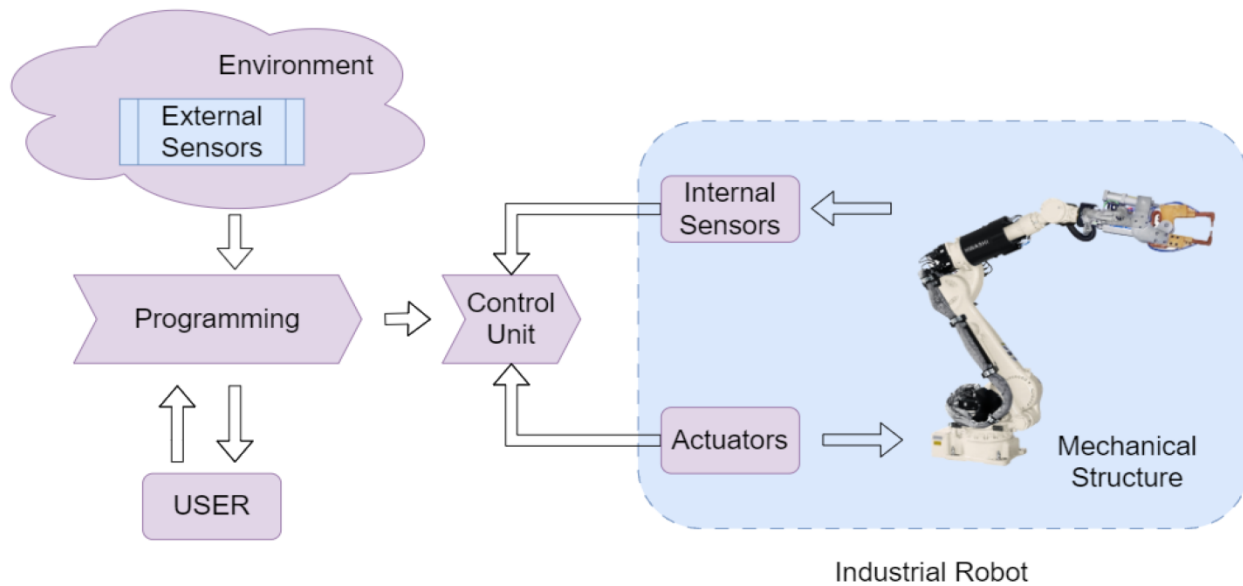 Environment
External
Sensors
Internal
Sensors
Programming
Control
Unit
Actuators
Mechanical
Structure
USER
Industrial Robot